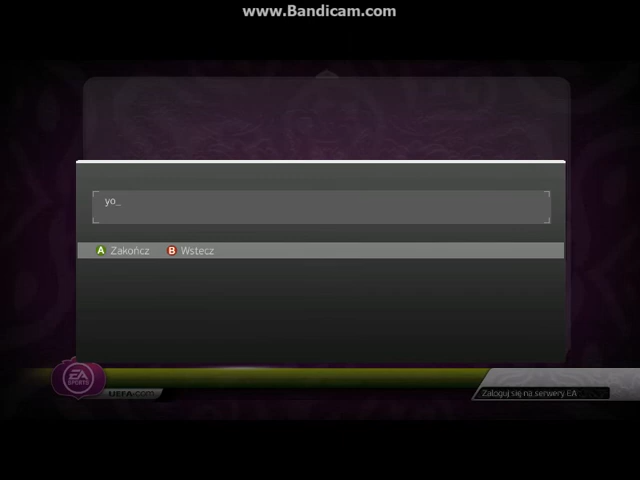 www.Bandicam.com
yo_
A Zakończ B Wstecz
EA
SPORTS
UEFA.com
Zaloguj się na serwery EA